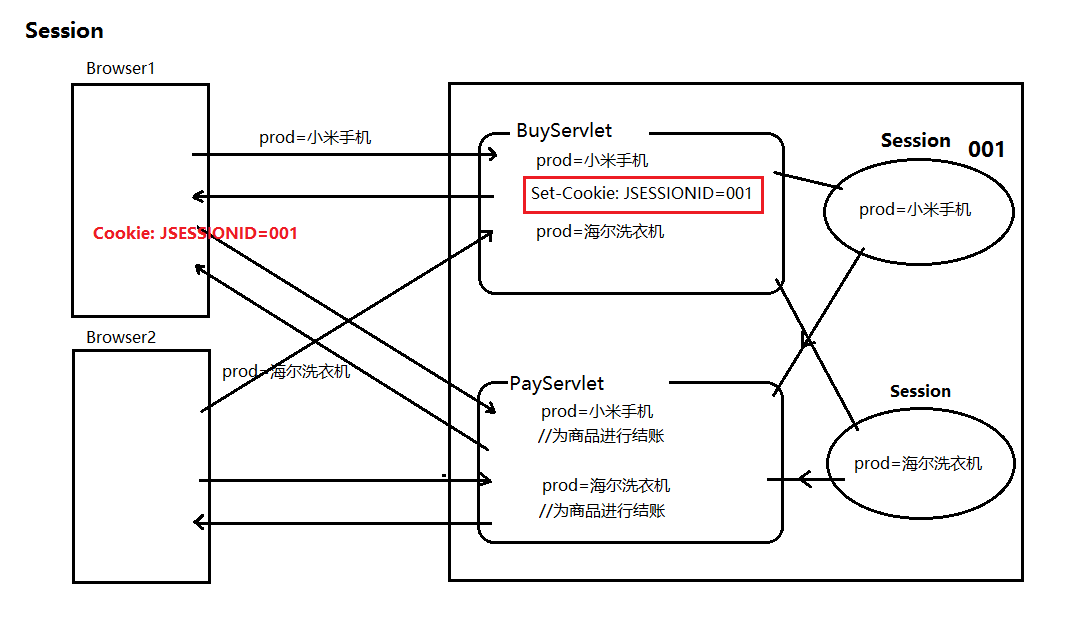 Session
Browser1
prod=小米手机
Cookie: JSESSIONID=001
Browser2
prod=海尔洗衣机
BuyServlet
prod=小米手机
Set-Cookie: JSESSIONID=001
prod=海尔洗衣机
PayServlet
prod=小米手机
//为商品进行结账
prod=海尔洗衣机
//为商品进行结账
Session 001
prod=小米手机
Session
prod=海尔洗衣机